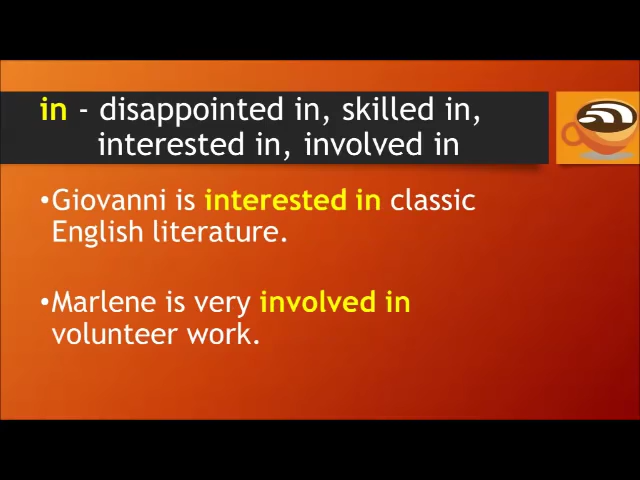 in - disappointed in, skilled in,
interested in, involved in
•Giovanni is interested in classic
English literature.
•Marlene is very involved in
volunteer work.